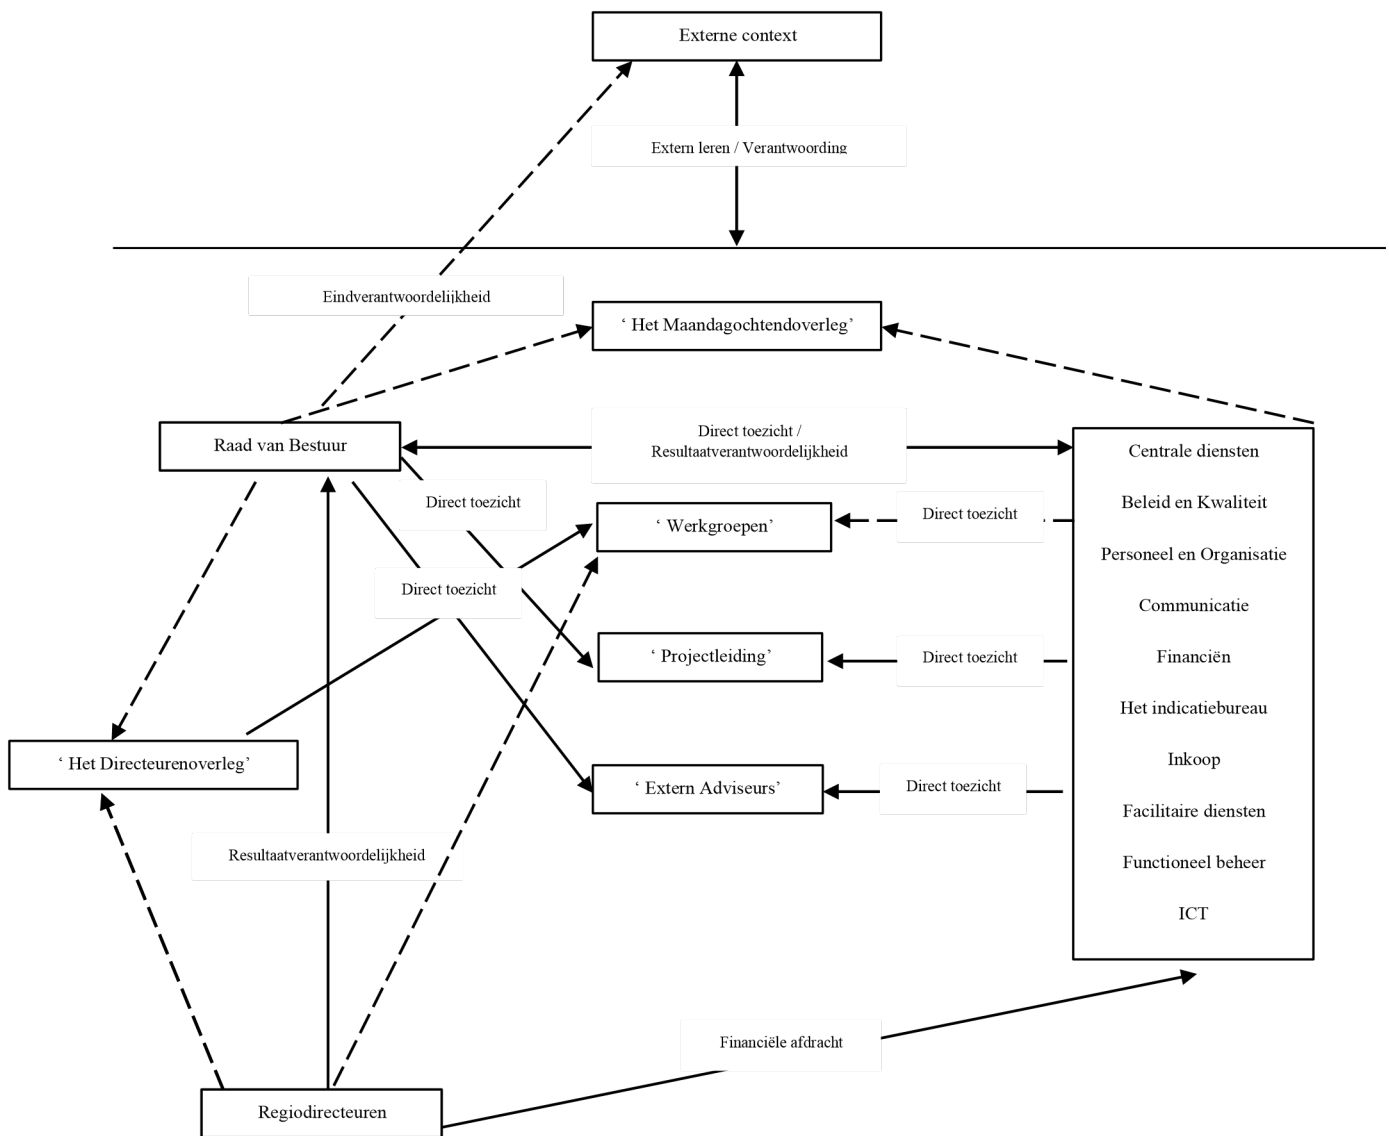 Externe context
Extern leren / Verantwoording
Eindverantwoordelijkheid
‘ Het Maandagochtendoverleg’
Raad van Bestuur
Direct toezicht /
Resultaatverantwoordelijkheid
Centrale diensten
Beleid en Kwaliteit
Personeel en Organisatie
Communicatie
Financiën
Het indicatiebureau
Inkoop
Facilitaire diensten
Functioneel beheer
ICT
Direct toezicht
‘ Werkgroepen’
Direct toezicht
Direct toezicht
‘ Projectleiding’
Direct toezicht
‘ Het Directeurenoverleg’
‘ Extern Adviseurs’
Direct toezicht
Resultaatverantwoordelijkheid
Financiële afdracht
Regiodirecteuren